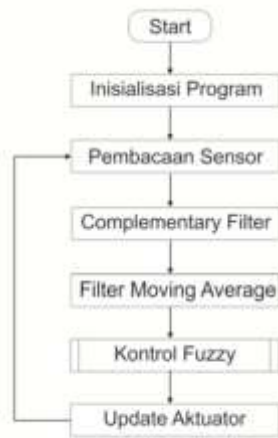 Start
Inisialisasi Program
Pembacaan Sensor
Complementary Filter
Filter Moving Average
Kontrol Fuzzy
Update Aktuator